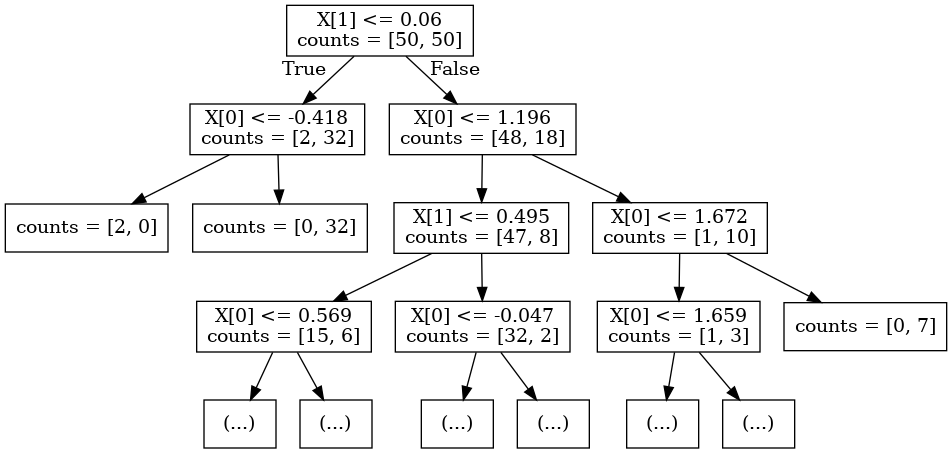 X[1] <= 0.06
counts = [50, 50]
True
False
X[0] <= -0.418
counts = [2, 32]
X[0] <= 1.196
counts = [48, 18]
counts = [2, 0]
counts = [0, 32]
X[1] <= 0.495
counts = [47, 8]
X[0] <= 1.672
counts = [1, 10]
X[0] <= 0.569
counts = [15, 6]
X[0] <= -0.047
counts = [32, 2]
X[0] <= 1.659
counts = [1, 3]
counts = [0, 7]
(...)
(...)
(...)
(...)
(...)
(...)